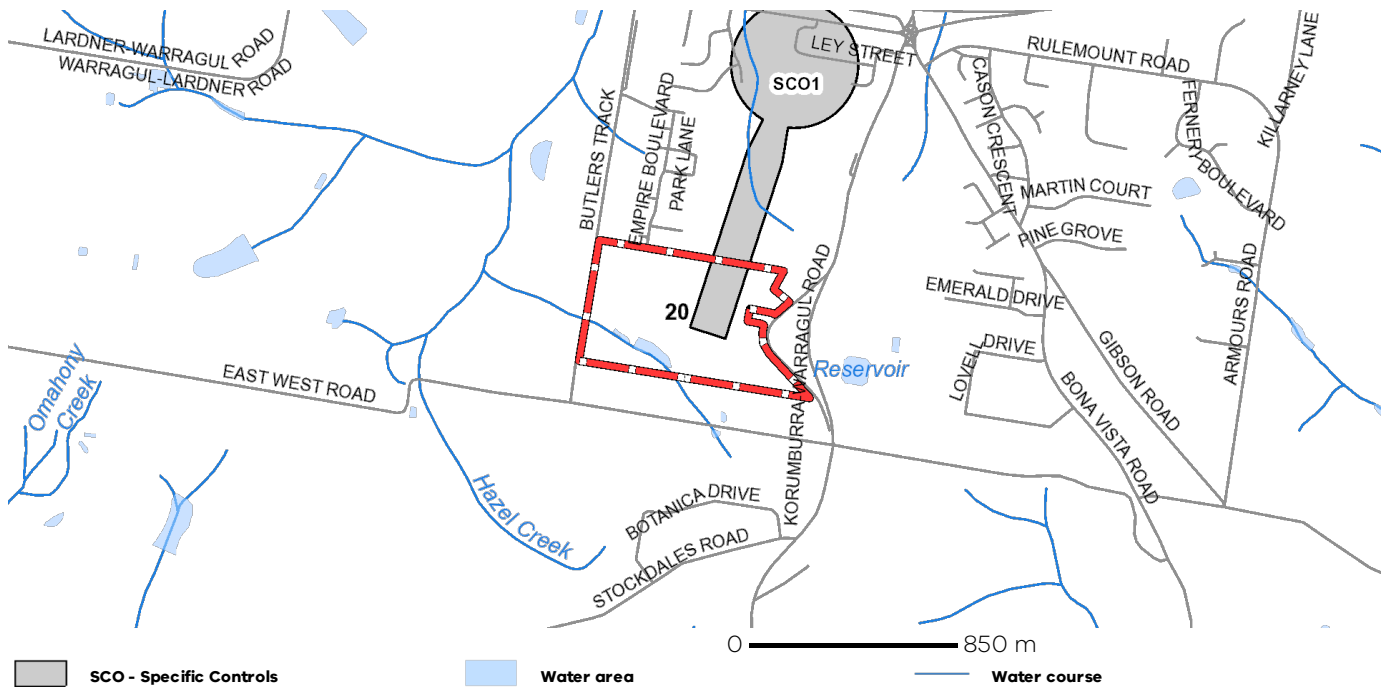 LARDNER-WARRAGUL ROAD
WARRAGUL-LARDNER ROAD
LEY STREET
RULEMOUNT ROAD
SCO1
CASON CRESCENT
FERNERY BOULEVARD
KILLARNEY LANE
BUTLERS TRACK
EMPIRE BOULEVARD
PARK LANE
MARTIN COURT
PINE GROVE
EMERALD DRIVE
ARMOURS ROAD
20
KORUMBURRA-WARRAGUL ROAD
Reservoir
LOVELL DRIVE
GIBSON ROAD
BONA VISTA ROAD
Omahony
Creek
EAST WEST ROAD
Hazel Creek
BOTANICA DRIVE
STOCKDALES ROAD
0 850 m
SCO - Specific Controls
Water area
Water course